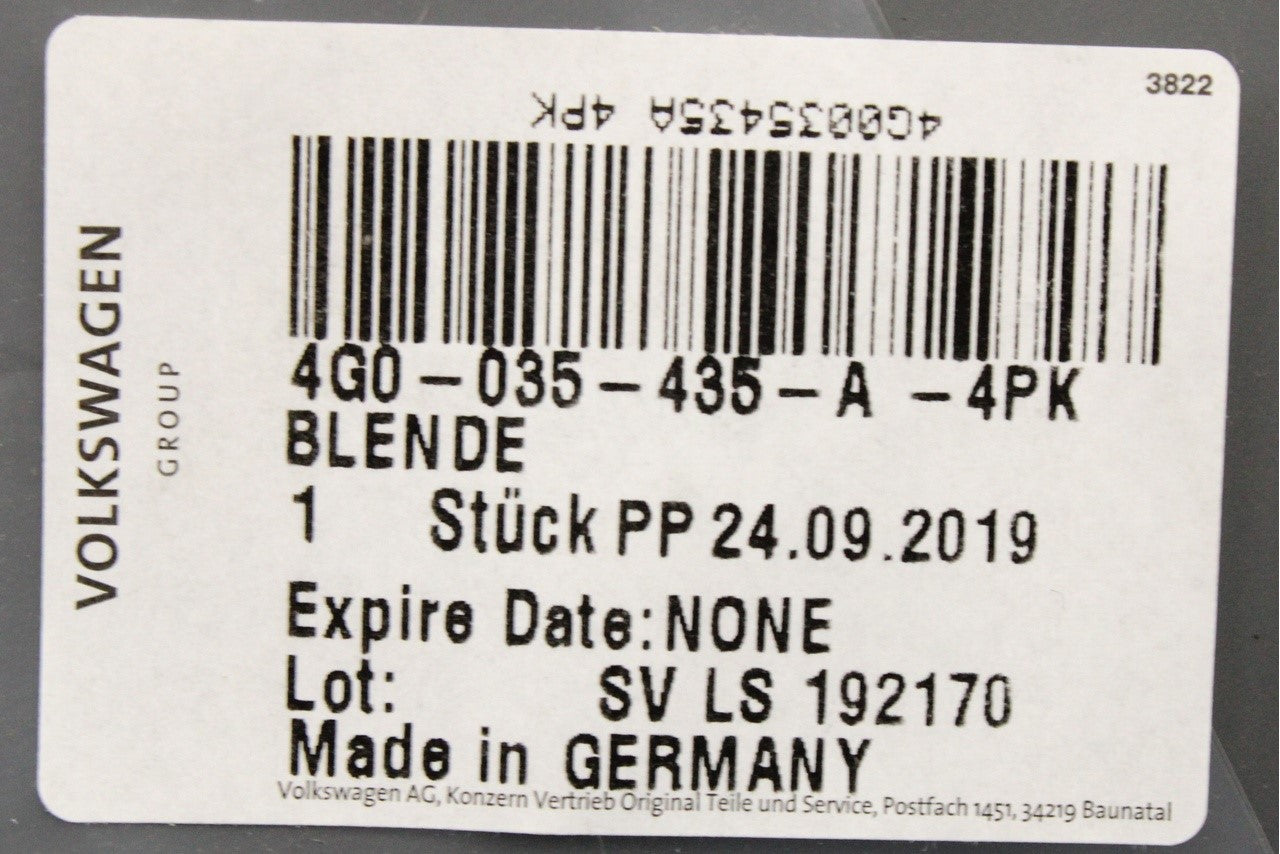 3822
4G0035435A 4PK
4G0-035-435-A -4PK
BLENDE
1 Stück PP 24.09.2019
Expire Date:NONE
Lot: SV LS 192170
Made in GERMANY
Volkswagen AG, Konzern Vertrieb Original Teile und Service, Postfach 1451, 34219 Baunatal
VOLKSWAGEN
GROUP